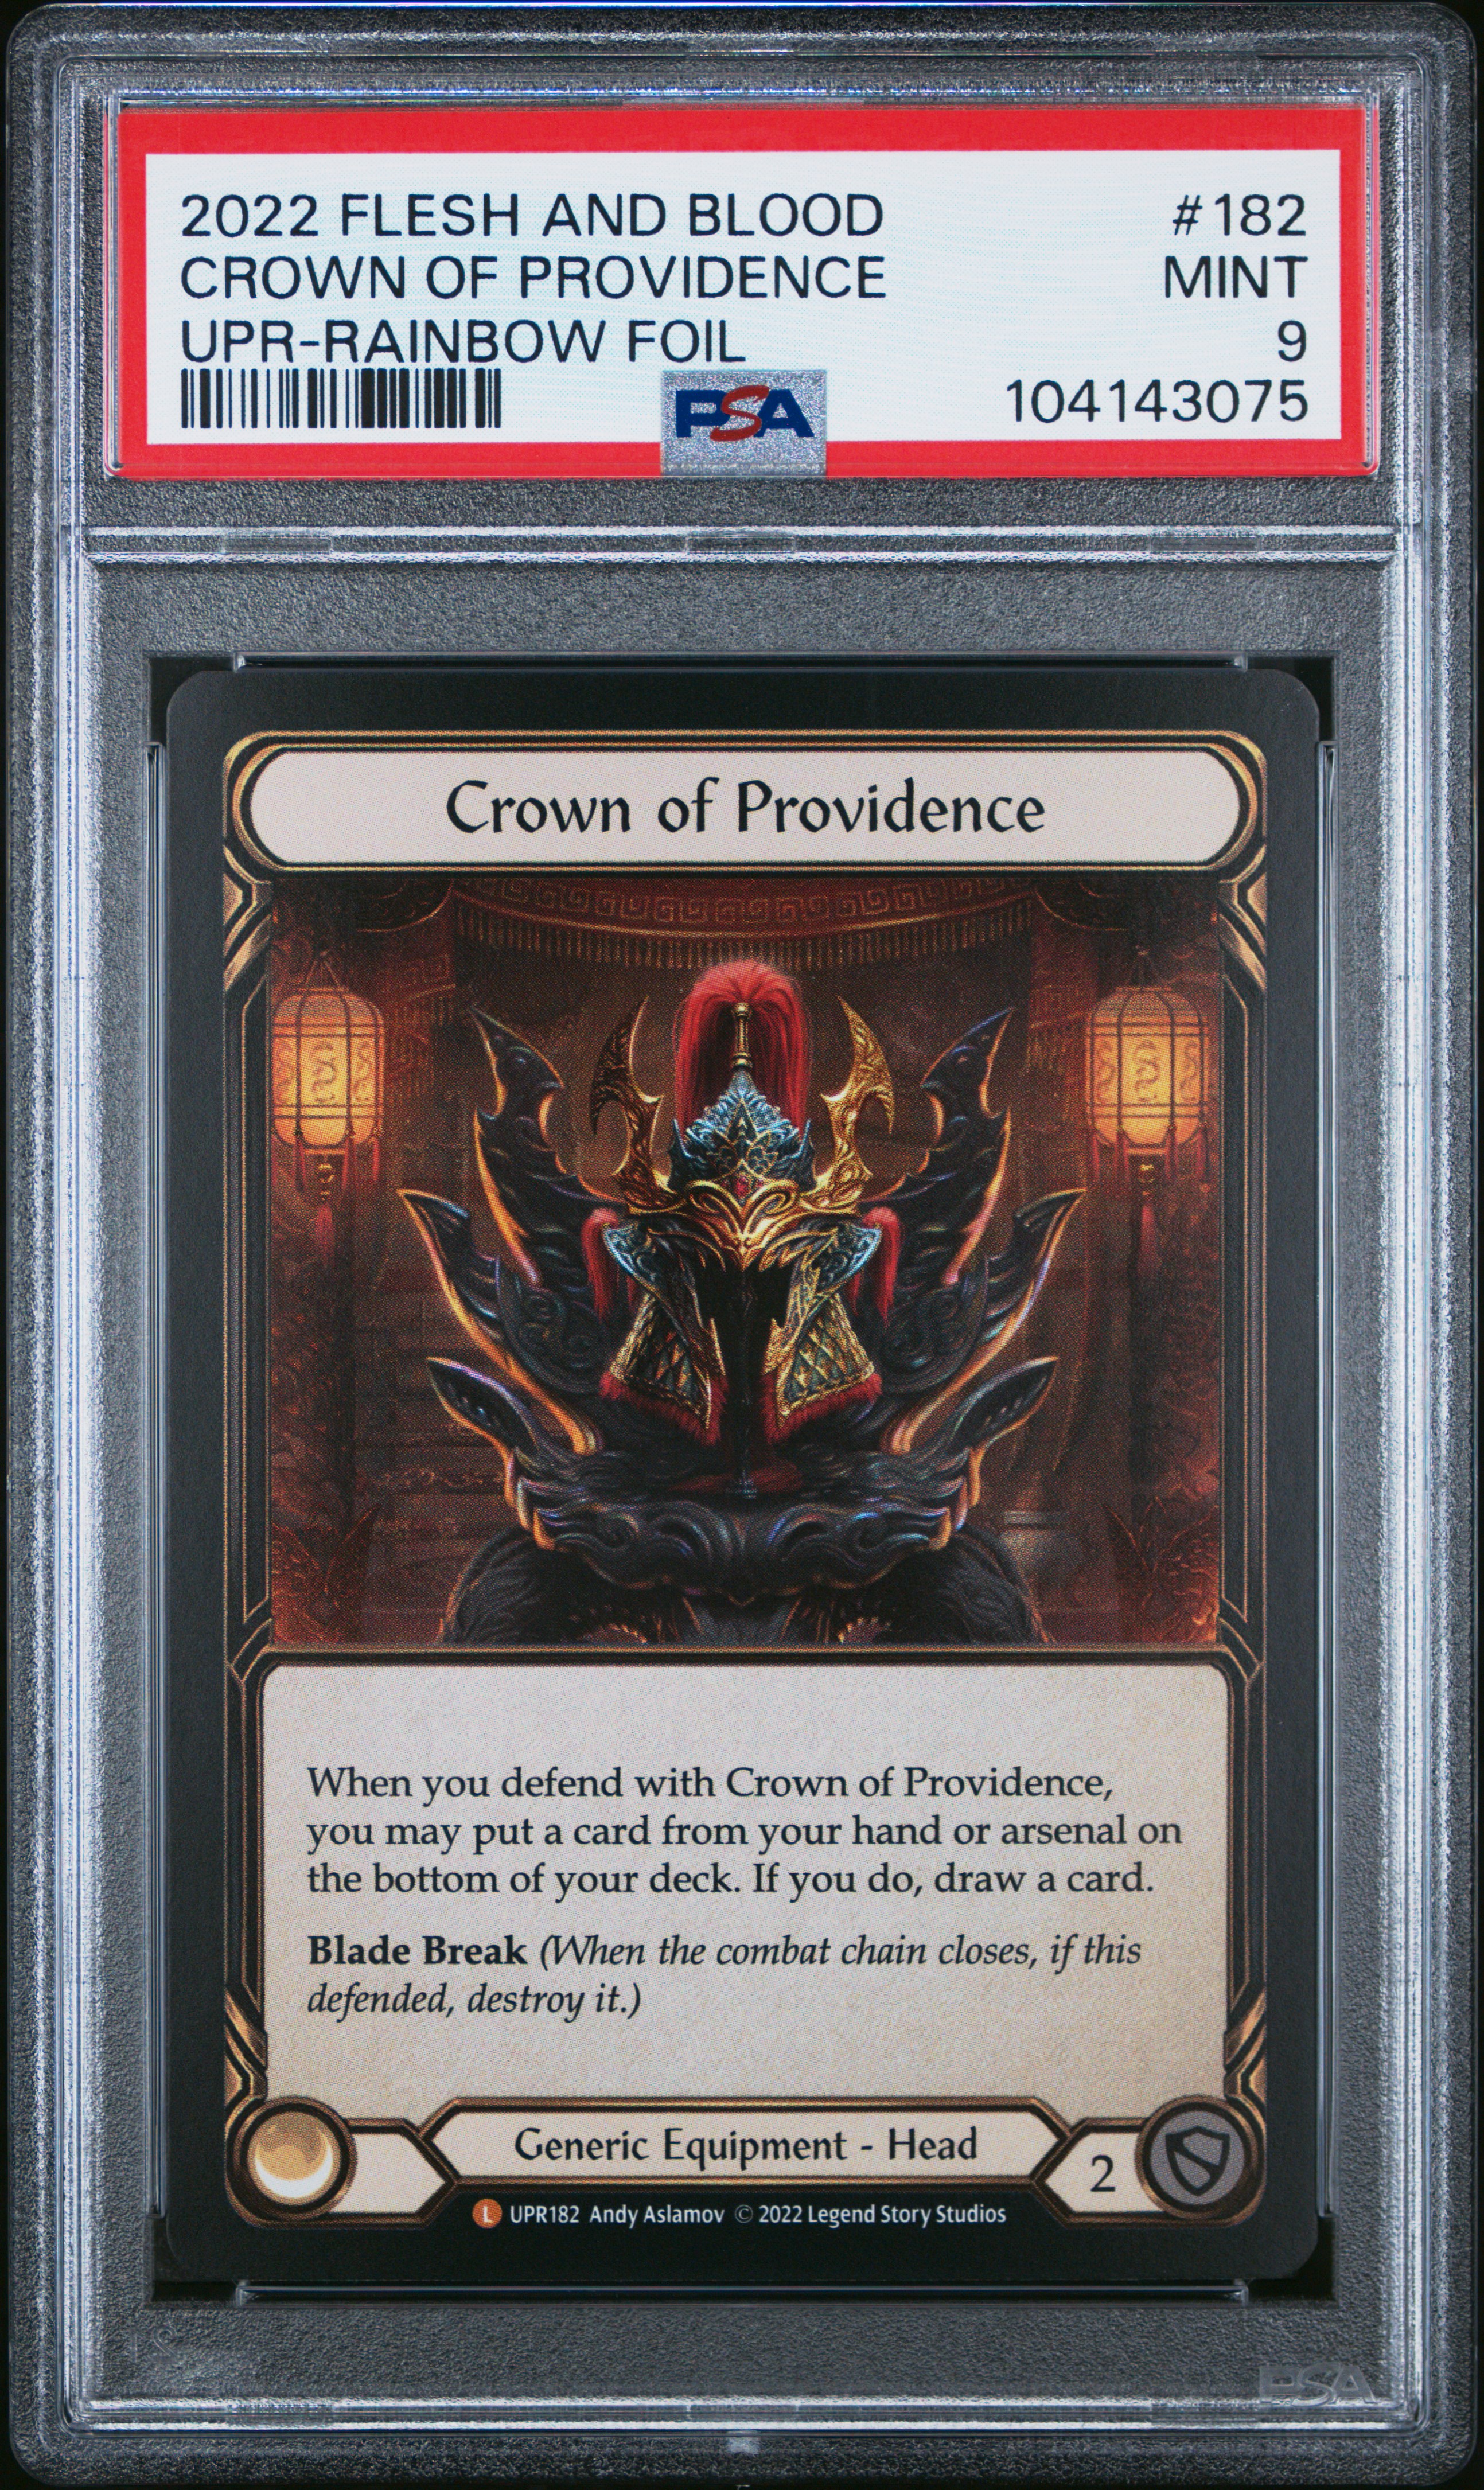 2022 FLESH AND BLOOD #182
CROWN OF PROVIDENCE MINT
UPR-RAINBOW FOIL 9
PSA 104143075
Crown of Providence
When you defend with Crown of Providence,
you may put a card from your hand or arsenal on
the bottom of your deck. If you do, draw a card.
Blade Break (When the combat chain closes, if this
defended, destroy it.)
Generic Equipment - Head
2
L UPR182 Andy Aslamov © 2022 Legend Story Studios
PSA